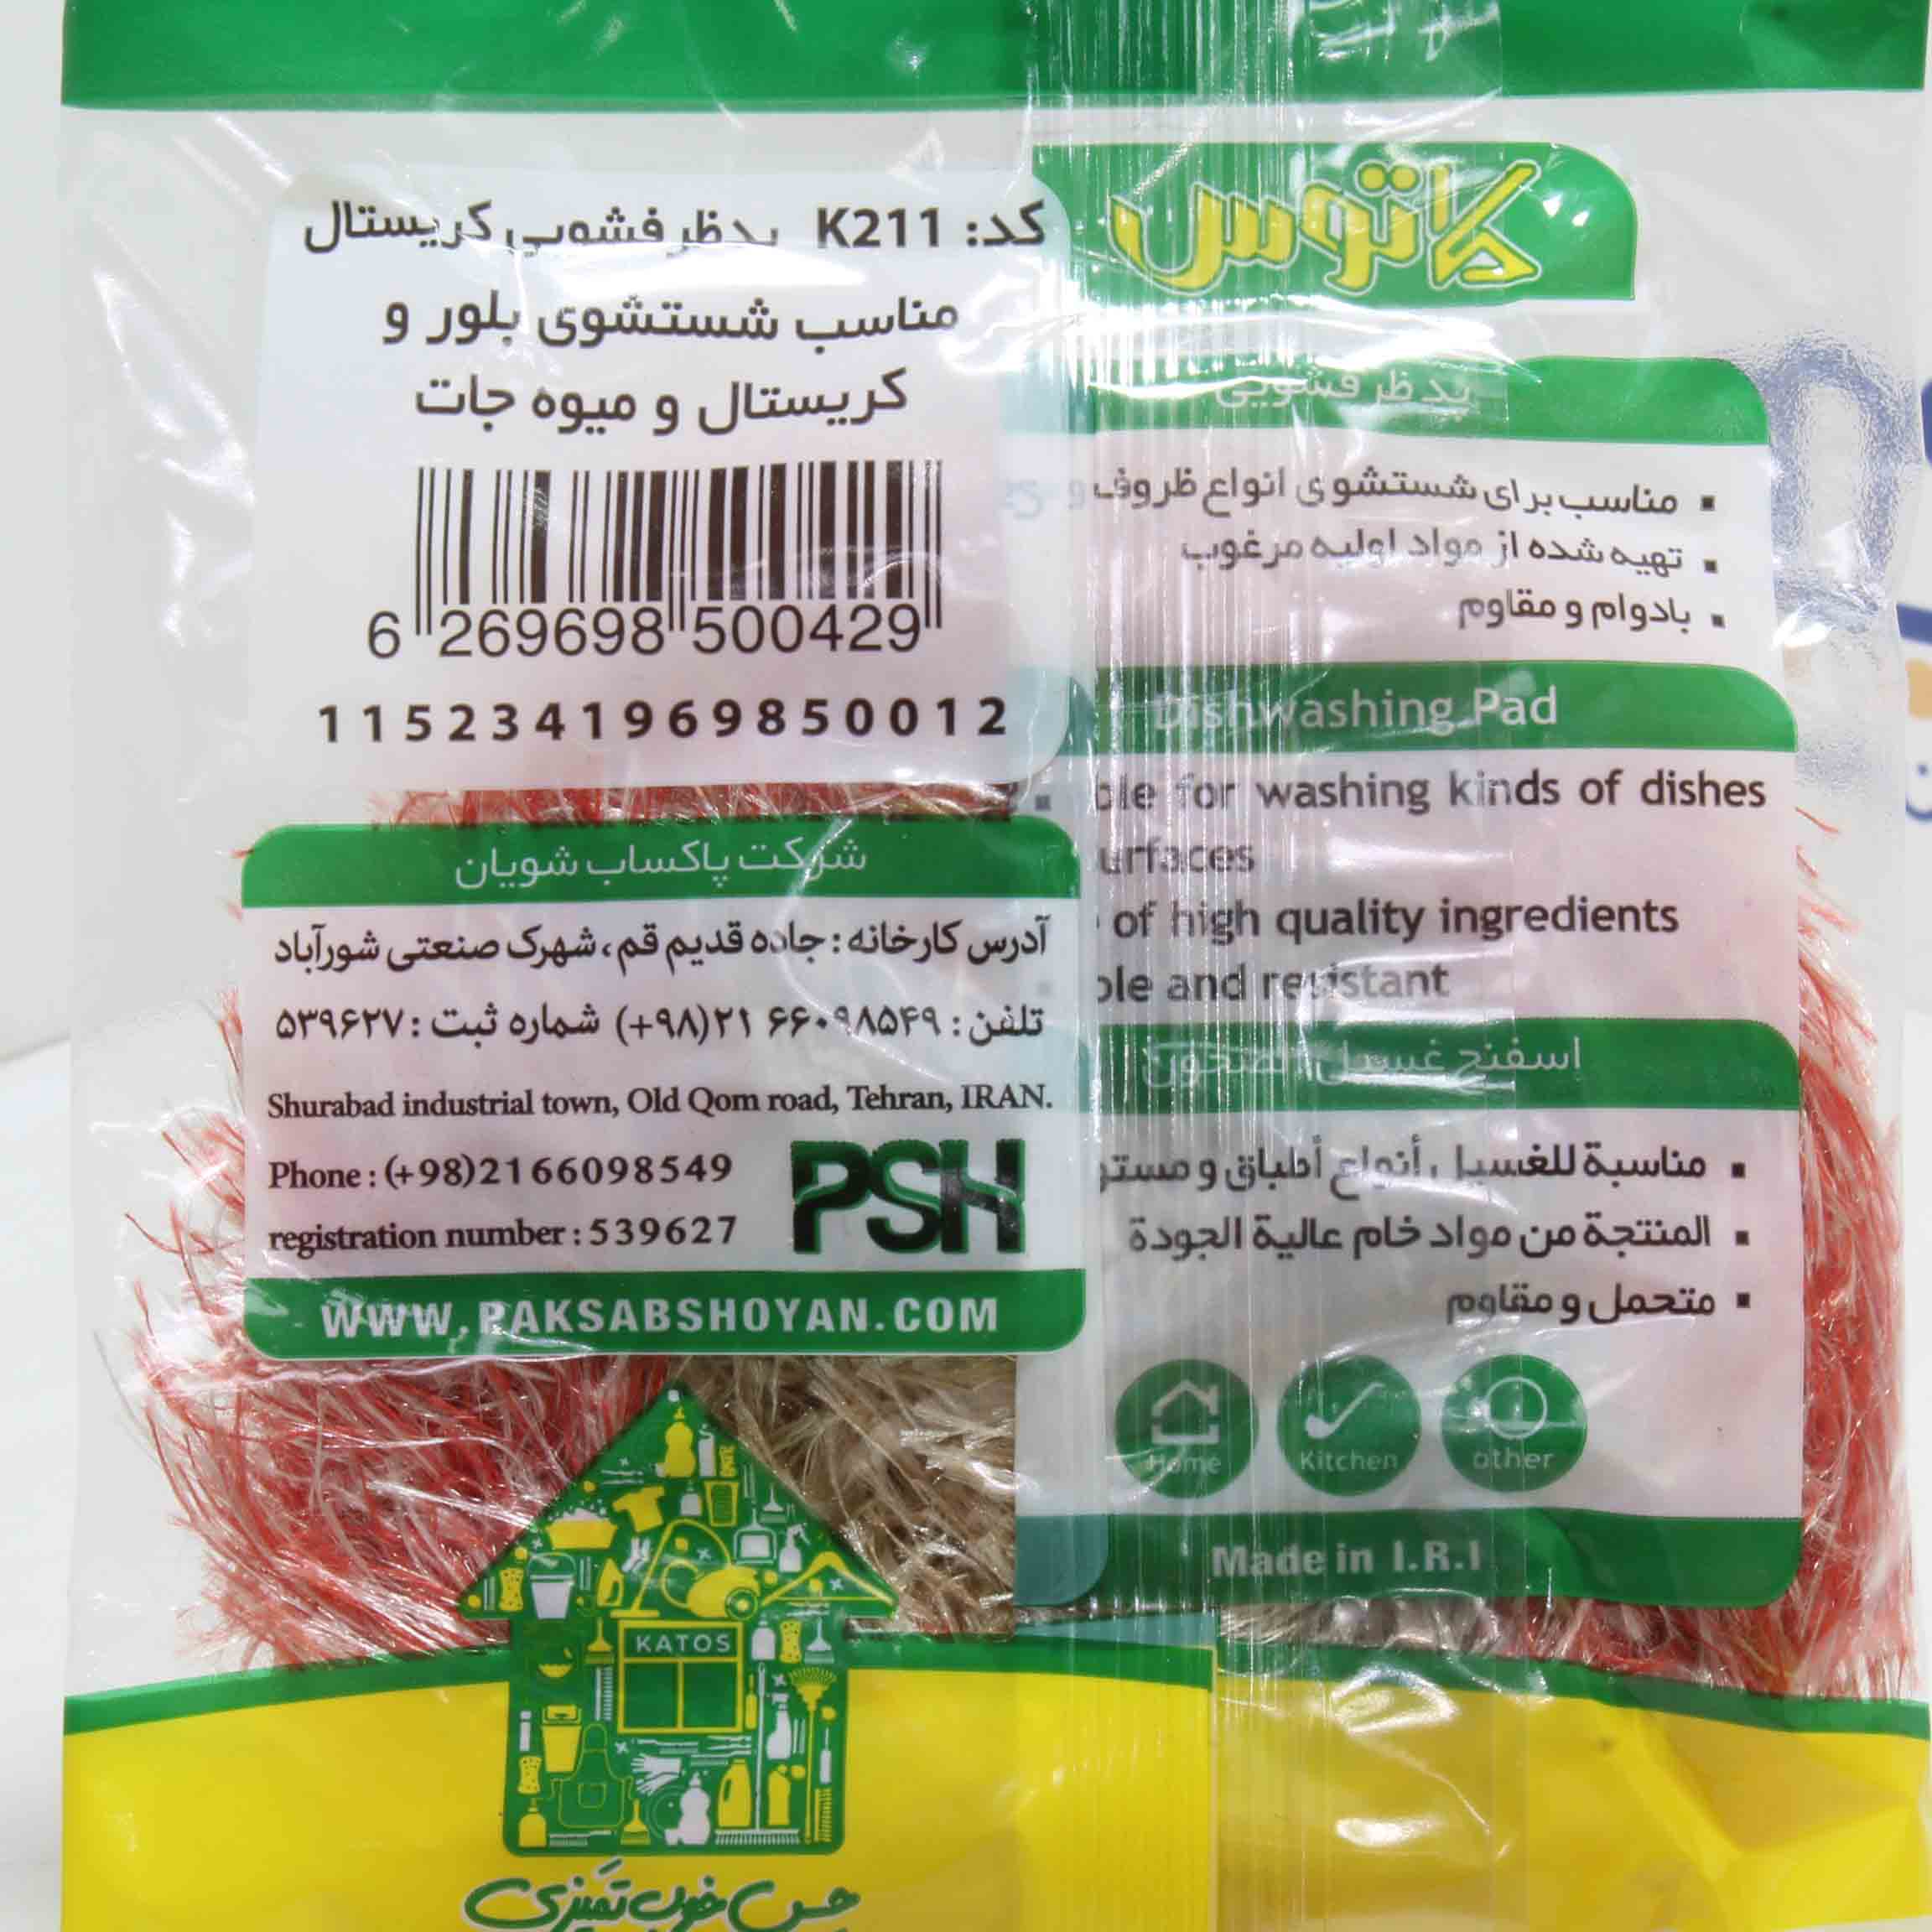 کاتوس
کد: K211 پد ظرفشویی کریستال
مناسب شستشوی بلور و
کریستال و میوه جات
6 269698 500429
1152341969850012
شرکت پاکساب شویان
آدرس کارخانه : جاده قدیم قم ، شهرک صنعتی شورآباد
تلفن : ۶۶۰۹۸۵۴۹ ۲۱(۹۸+) شماره ثبت : ۵۳۹۶۲۷
Shurabad industrial town, Old Qom road, Tehran, IRAN.
Phone : (+98)2166098549
registration number : 539627
PSH
WWW.PAKSABSHOYAN.COM
پد ظرفشویی
▪ مناسب برای شستشوی انواع ظروف و
▪ تهیه شده از مواد اولیه مرغوب
▪ بادوام و مقاوم
Dishwashing Pad
for washing kinds of dishes
of high quality ingredients
and resistant
اسفنج غسيل الصحون
▪ مناسبة للغسيل أنواع أطباق و
▪ المنتجة من مواد خام عالية الجودة
▪ متحمل و مقاوم
Home Kitchen other
Made in I.R.I
KATOS
حس خوب تمیزی